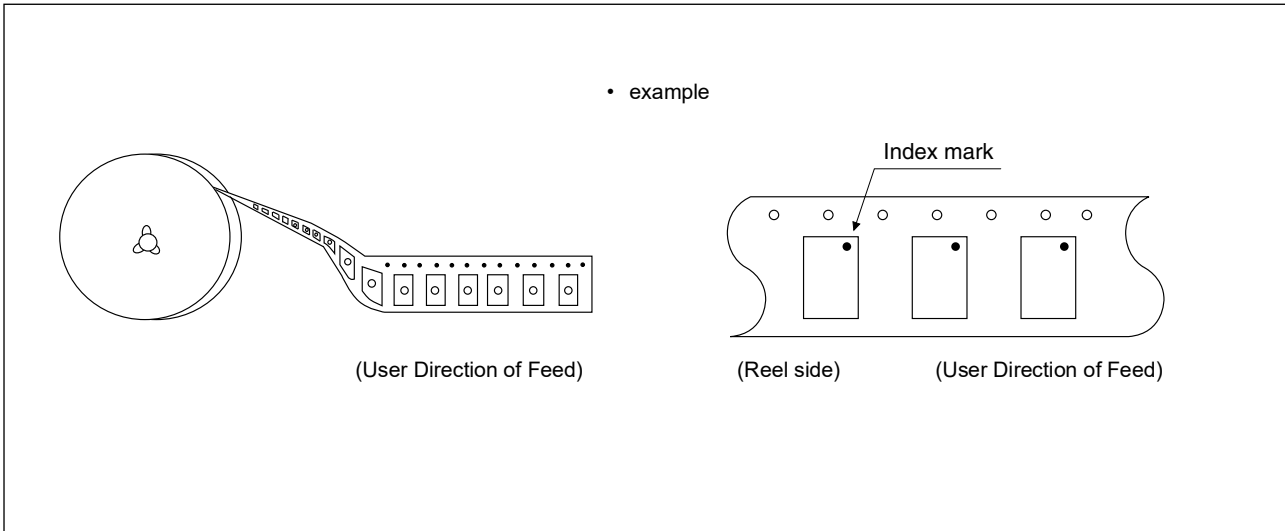 • example
Index mark
(User Direction of Feed)
(Reel side)
(User Direction of Feed)